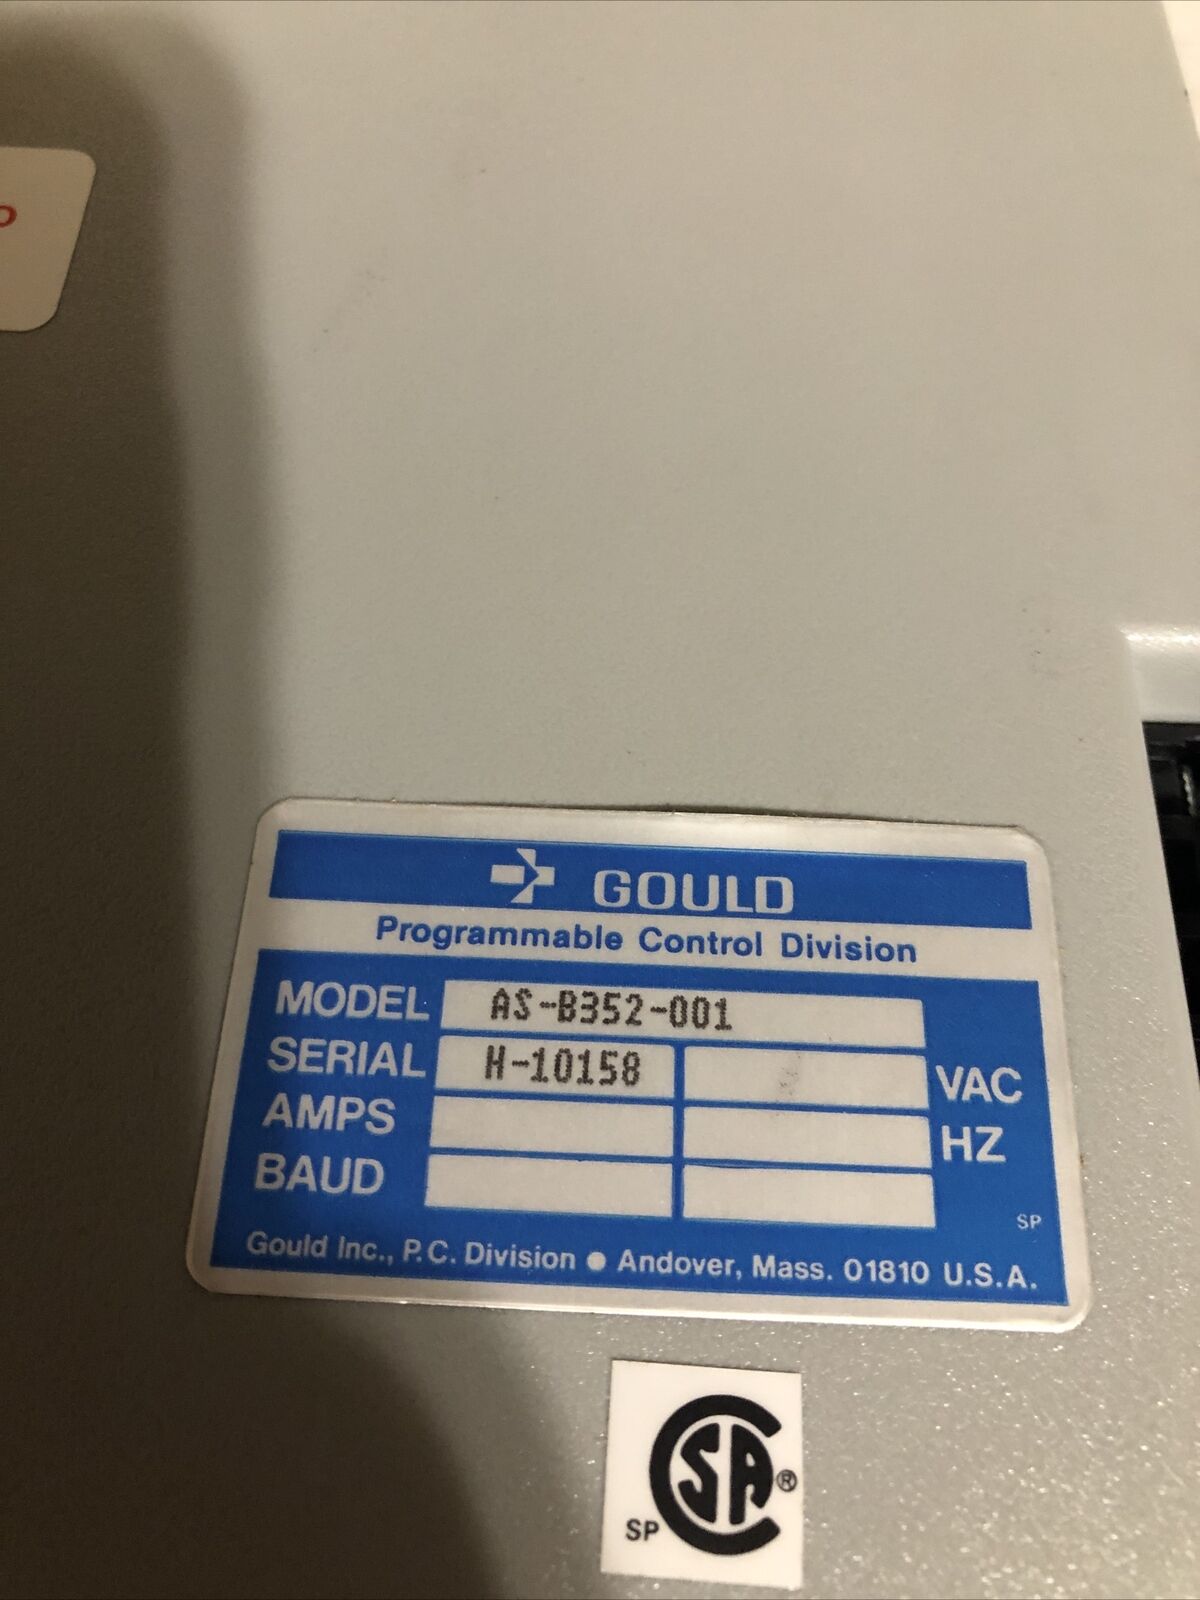 GOULD
Programmable Control Division
MODEL AS-B352-001
SERIAL H-10158 VAC
AMPS HZ
BAUD
SP
Gould Inc., P.C. Division ● Andover, Mass. 01810 U.S.A.
CSA®
SP